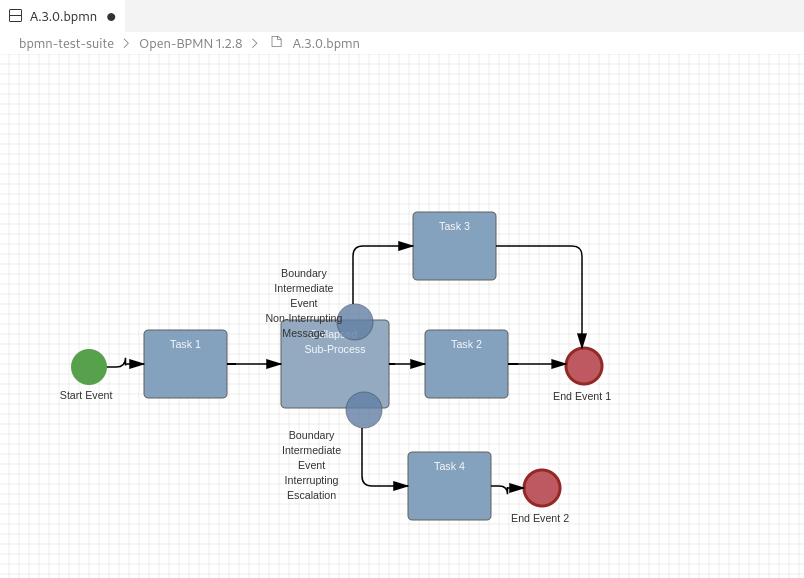 A.3.0.bpmn
bpmn-test-suite > Open-BPMN 1.2.8 > A.3.0.bpmn
Task 3
Boundary
Intermediate
Event
Non-Interrupting
Message
Collapsed
Sub-Process
Task 1
Task 2
Start Event
End Event 1
Boundary
Intermediate
Event
Interrupting
Escalation
Task 4
End Event 2